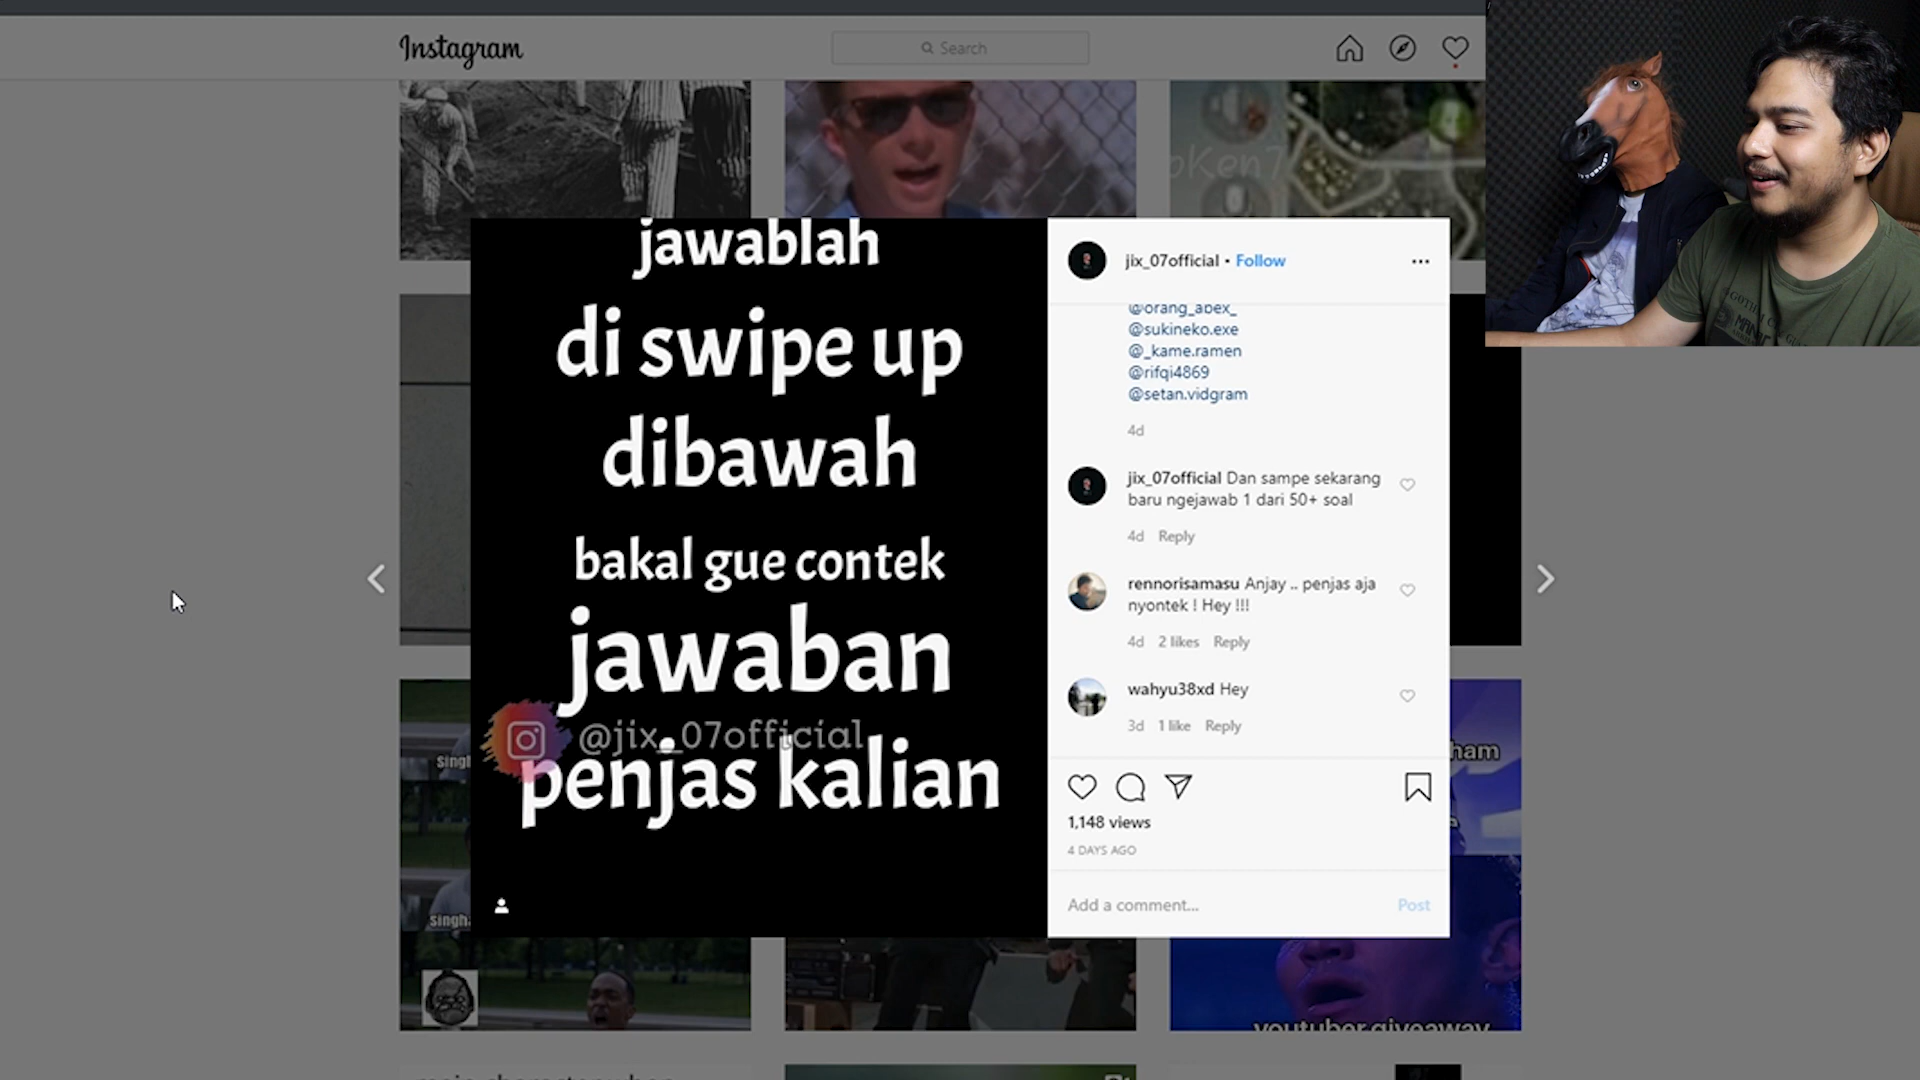 Instagram
Search
jawablah
di swipe up
dibawah
bakal gue contek
jawaban
@jix_07official
penjas kalian
jix_07official • Follow
@orang_abex_
@sukineko.exe
@_kame.ramen
@rifqi4869
@setan.vidgram
4d
jix_07official Dan sampe sekarang
baru ngejawab 1 dari 50+ soal
4d Reply
rennorisamasu Anjay .. penjas aja
nyontek ! Hey !!!
4d 2 likes Reply
wahyu38xd Hey
3d 1 like Reply
1,148 views
4 DAYS AGO
Add a comment... Post
youtuber giveaway